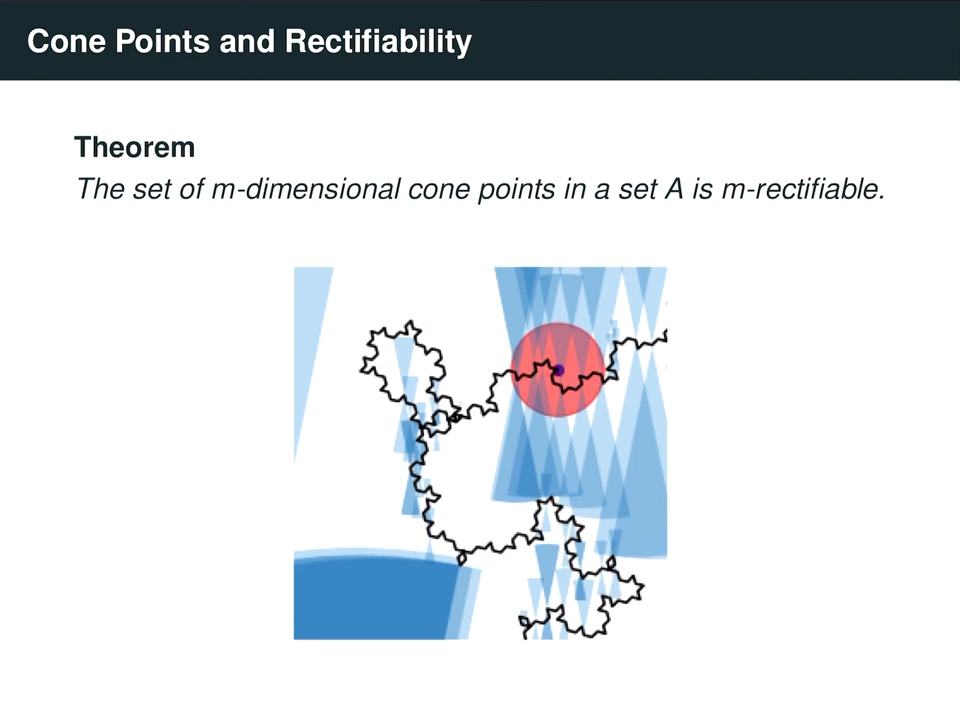 Cone Points and Rectifiability
Theorem
The set of m-dimensional cone points in a set A is m-rectifiable.